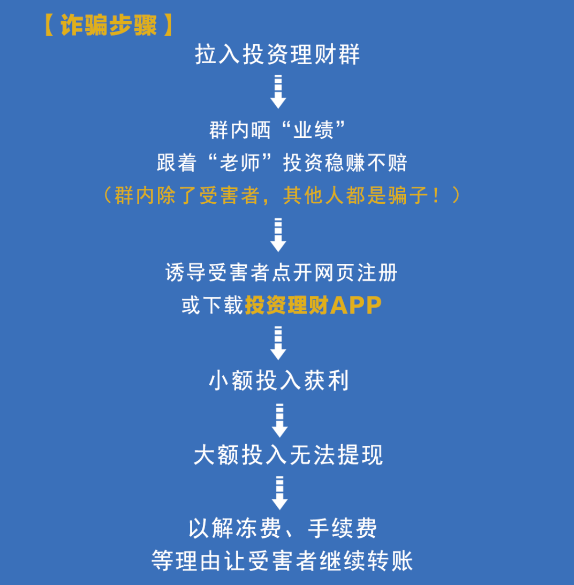 【诈骗步骤】
拉入投资理财群
群内晒“业绩”
跟着“老师”投资稳赚不赔
（群内除了受害者，其他人都是骗子！）
诱导受害者点开网页注册
或下载投资理财APP
小额投入获利
大额投入无法提现
以解冻费、手续费
等理由让受害者继续转账